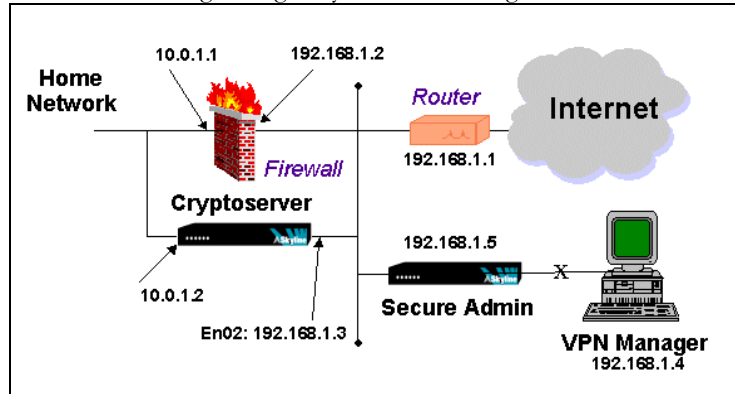 10.0.1.1
192.168.1.2
Home
Network
Router
Internet
Firewall
192.168.1.1
Cryptoserver
ASkyline
192.168.1.5
ASkyline
X
10.0.1.2
Secure Admin
En02: 192.168.1.3
VPN Manager
192.168.1.4